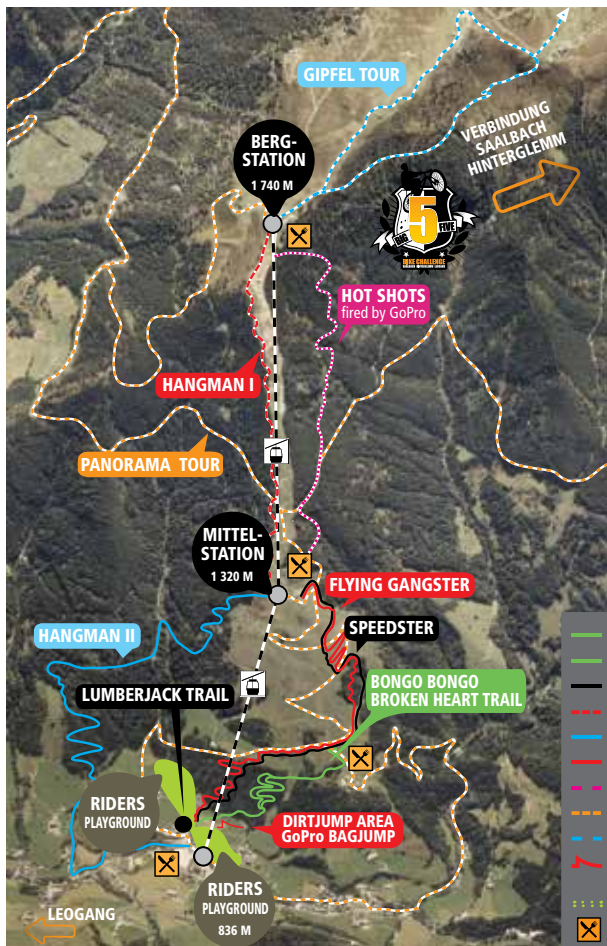 GIPFEL TOUR
BERG-
STATION
1 740 M
VERBINDUNG
SAALBACH
HINTERGLEMM
BIG 5 FIVE
BIKE CHALLENGE
HOT SHOTS
fired by GoPro
HANGMAN I
PANORAMA TOUR
MITTEL-
STATION
1 320 M
FLYING GANGSTER
SPEEDSTER
HANGMAN II
BONGO BONGO
BROKEN HEART TRAIL
LUMBERJACK TRAIL
RIDERS
PLAYGROUND
DIRTJUMP AREA
GoPro BAGJUMP
RIDERS
PLAYGROUND
836 M
LEOGANG